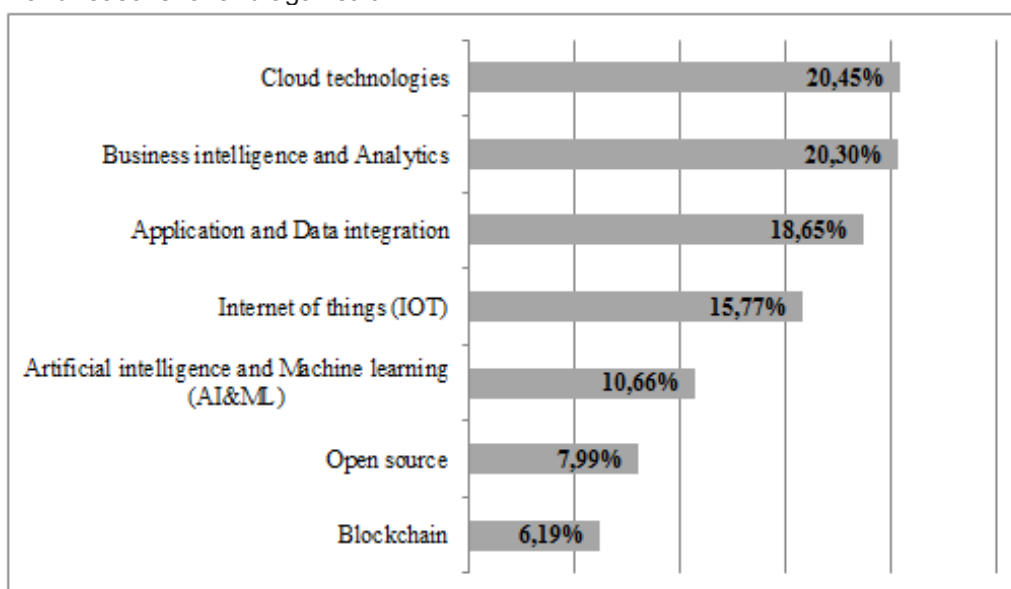 Cloud technologies
20,45%
Business intelligence and Analytics
20,30%
Application and Data integration
18,65%
Internet of things (IOT)
15,77%
Artificial intelligence and Machine learning
(AI&ML)
10,66%
Open source
7,99%
Blockchain
6,19%